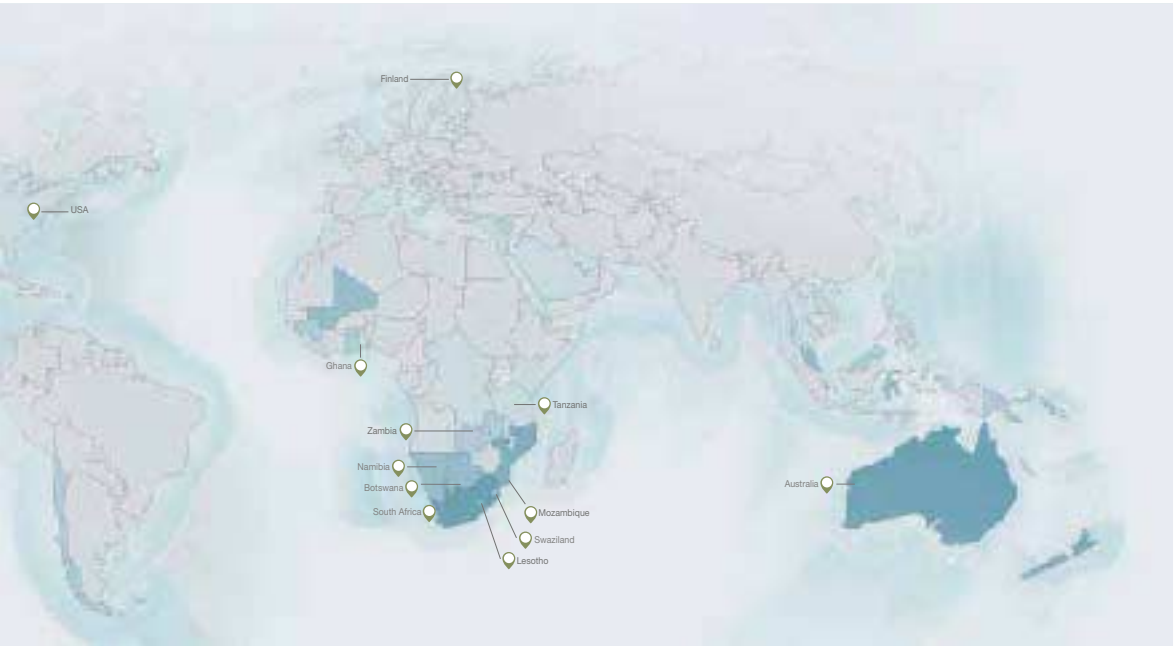 Finland
USA
Ghana
Tanzania
Zambia
Namibia
Botswana
Australia
South Africa
Mozambique
Swaziland
Lesotho